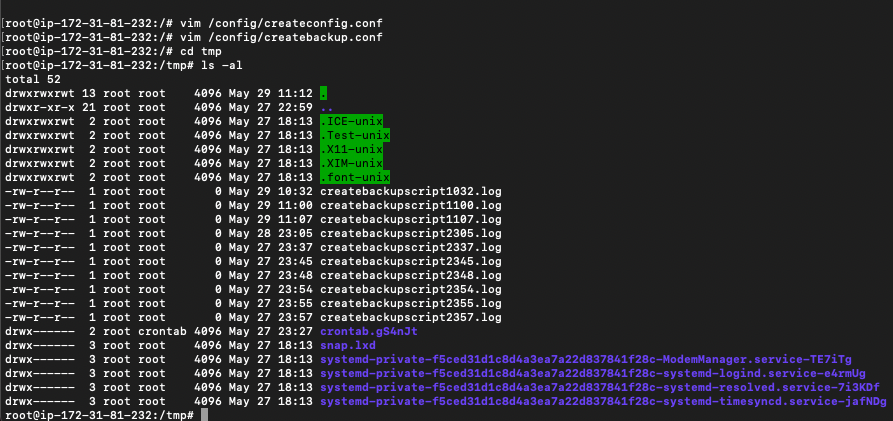 [root@ip-172-31-81-232:/# vim /config/createconfig.conf
[root@ip-172-31-81-232:/# vim /config/createbackup.conf
[root@ip-172-31-81-232:/# cd tmp
[root@ip-172-31-81-232:/tmp# ls -al
total 52
drwxrwxrwt 13 root root    4096 May 29 11:12 .
drwxr-xr-x 21 root root    4096 May 27 22:59 ..
drwxrwxrwt  2 root root    4096 May 27 18:13 .ICE-unix
drwxrwxrwt  2 root root    4096 May 27 18:13 .Test-unix
drwxrwxrwt  2 root root    4096 May 27 18:13 .X11-unix
drwxrwxrwt  2 root root    4096 May 27 18:13 .XIM-unix
drwxrwxrwt  2 root root    4096 May 27 18:13 .font-unix
-rw-r--r--  1 root root       0 May 29 10:32 createbackupscript1032.log
-rw-r--r--  1 root root       0 May 29 11:00 createbackupscript1100.log
-rw-r--r--  1 root root       0 May 29 11:07 createbackupscript1107.log
-rw-r--r--  1 root root       0 May 28 23:05 createbackupscript2305.log
-rw-r--r--  1 root root       0 May 27 23:37 createbackupscript2337.log
-rw-r--r--  1 root root       0 May 27 23:45 createbackupscript2345.log
-rw-r--r--  1 root root       0 May 27 23:48 createbackupscript2348.log
-rw-r--r--  1 root root       0 May 27 23:54 createbackupscript2354.log
-rw-r--r--  1 root root       0 May 27 23:55 createbackupscript2355.log
-rw-r--r--  1 root root       0 May 27 23:57 createbackupscript2357.log
drwx------  2 root crontab 4096 May 27 23:27 crontab.gS4nJt
drwx------  3 root root    4096 May 27 18:13 snap.lxd
drwx------  3 root root    4096 May 27 18:13 systemd-private-f5ced31d1c8d4a3ea7a22d837841f28c-ModemManager.service-TE7iTg
drwx------  3 root root    4096 May 27 18:13 systemd-private-f5ced31d1c8d4a3ea7a22d837841f28c-systemd-logind.service-e4rmUg
drwx------  3 root root    4096 May 27 18:13 systemd-private-f5ced31d1c8d4a3ea7a22d837841f28c-systemd-resolved.service-7i3KDf
drwx------  3 root root    4096 May 27 18:13 systemd-private-f5ced31d1c8d4a3ea7a22d837841f28c-systemd-timesyncd.service-jafNDg
root@ip-172-31-81-232:/tmp#